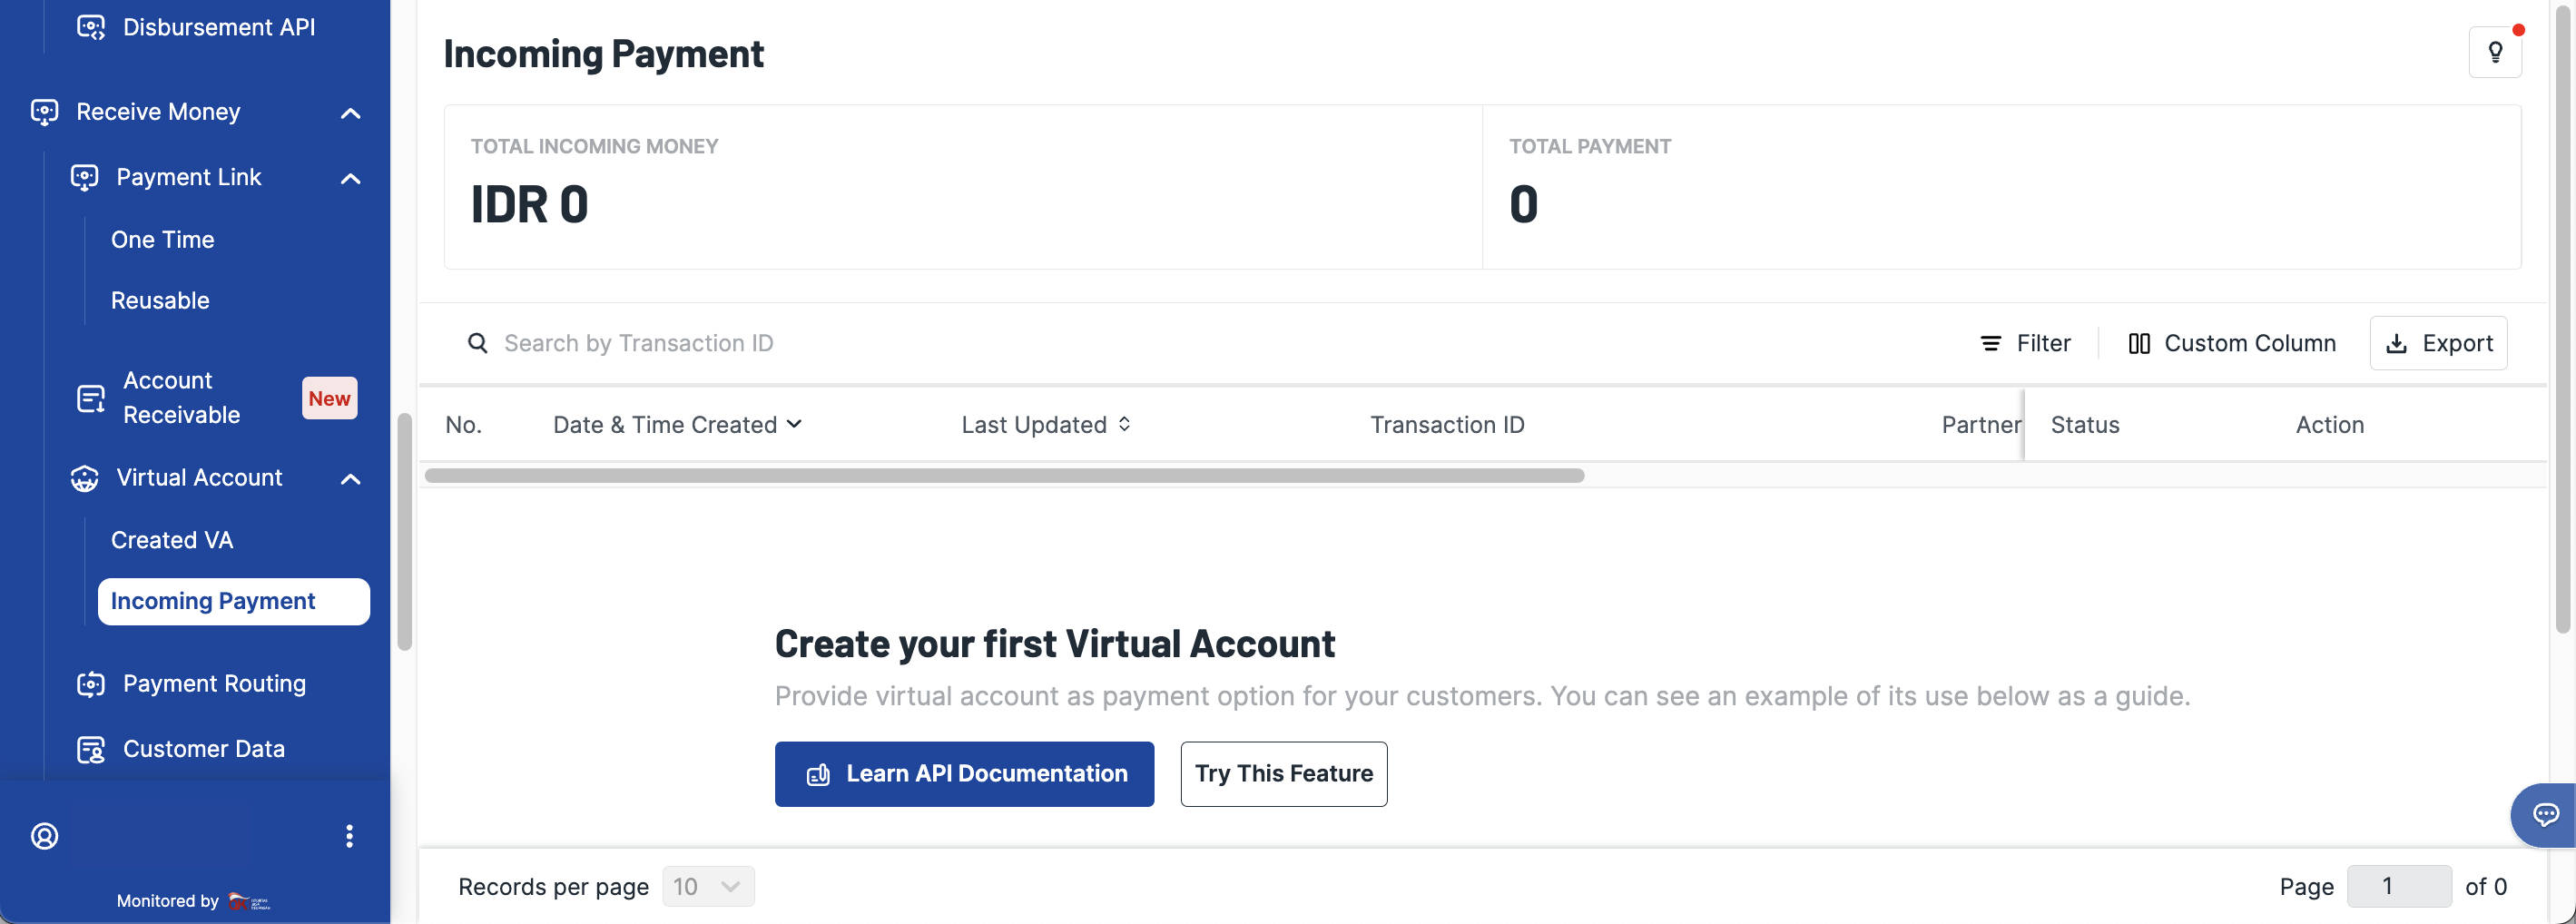 Disbursement API
Receive Money
Payment Link
One Time
Reusable
Account
Receivable
New
Virtual Account
Created VA
Incoming Payment
Payment Routing
Customer Data
Monitored by
Incoming Payment
TOTAL INCOMING MONEY
IDR 0
TOTAL PAYMENT
0
Search by Transaction ID
Filter
Custom Column
Export
No.
Date & Time Created
Last Updated
Transaction ID
Partner
Status
Action
Create your first Virtual Account
Provide virtual account as payment option for your customers. You can see an example of its use below as a guide.
Learn API Documentation
Try This Feature
Records per page
10
Page
1
of 0